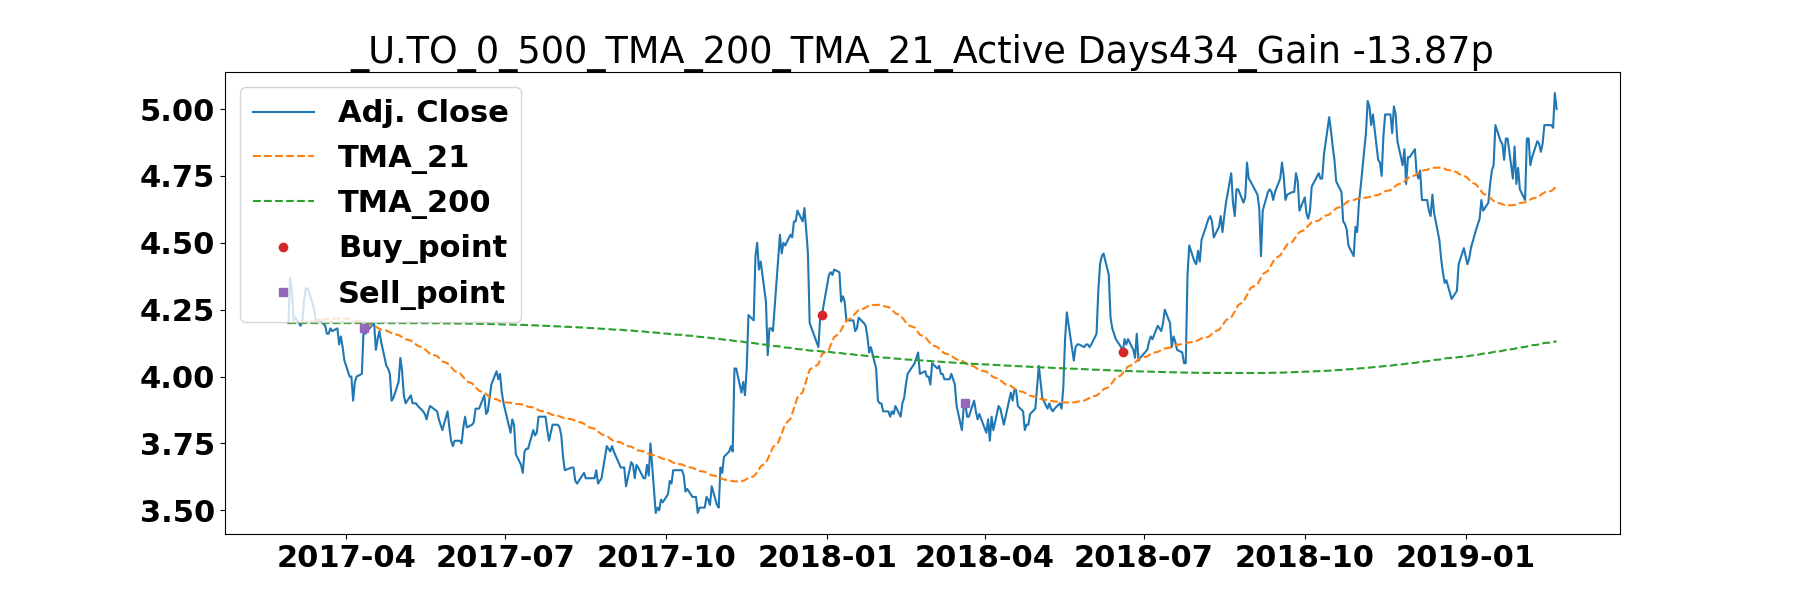 _U.TO_0_500_TMA_200_TMA_21_Active Days434_Gain -13.87p
Adj. Close
TMA_21
TMA_200
Buy_point
Sell_point
5.00
4.75
4.50
4.25
4.00
3.75
3.50
2017-04 2017-07 2017-10 2018-01 2018-04 2018-07 2018-10 2019-01